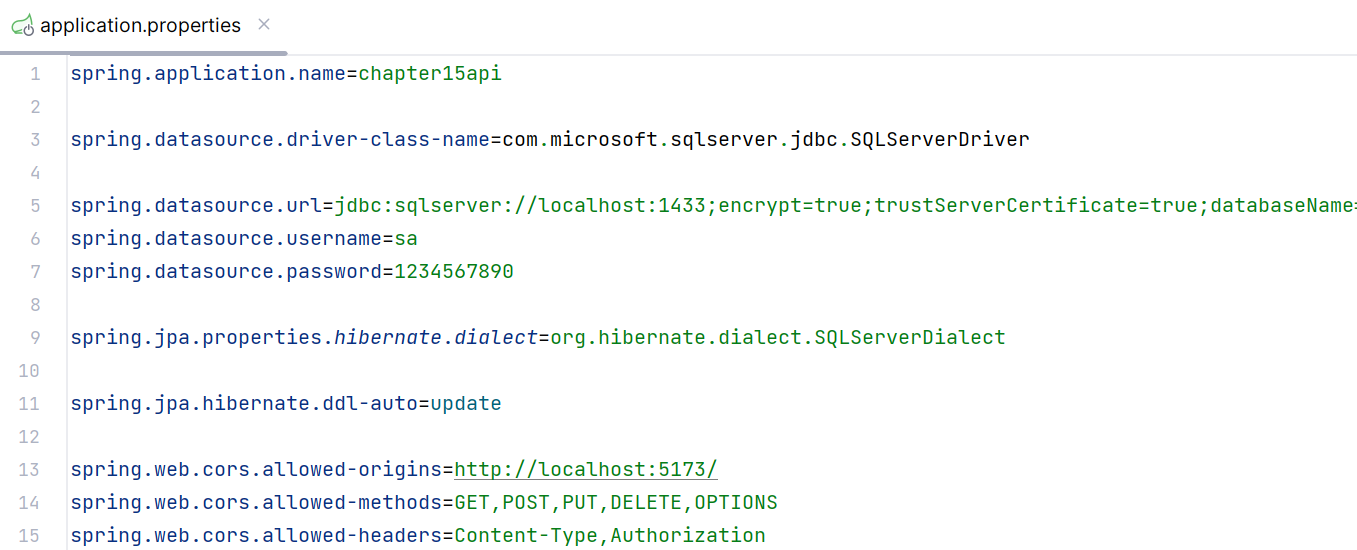 application.properties
1 spring.application.name=chapter15api
2
3 spring.datasource.driver-class-name=com.microsoft.sqlserver.jdbc.SQLServerDriver
4
5 spring.datasource.url=jdbc:sqlserver://localhost:1433;encrypt=true;trustServerCertificate=true;databaseName=
6 spring.datasource.username=sa
7 spring.datasource.password=1234567890
8
9 spring.jpa.properties.hibernate.dialect=org.hibernate.dialect.SQLServerDialect
10
11 spring.jpa.hibernate.ddl-auto=update
12
13 spring.web.cors.allowed-origins=http://localhost:5173/
14 spring.web.cors.allowed-methods=GET,POST,PUT,DELETE,OPTIONS
15 spring.web.cors.allowed-headers=Content-Type,Authorization